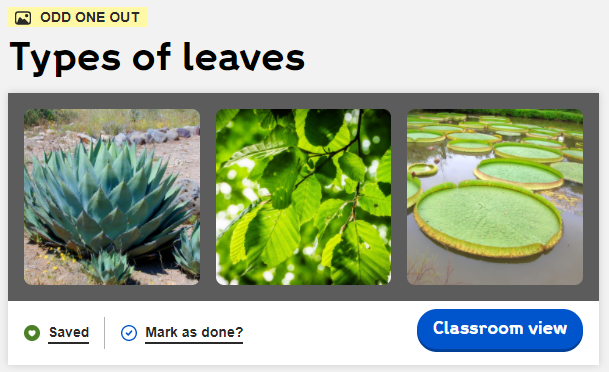 ODD ONE OUT
Types of leaves
Saved
Mark as done?
Classroom view